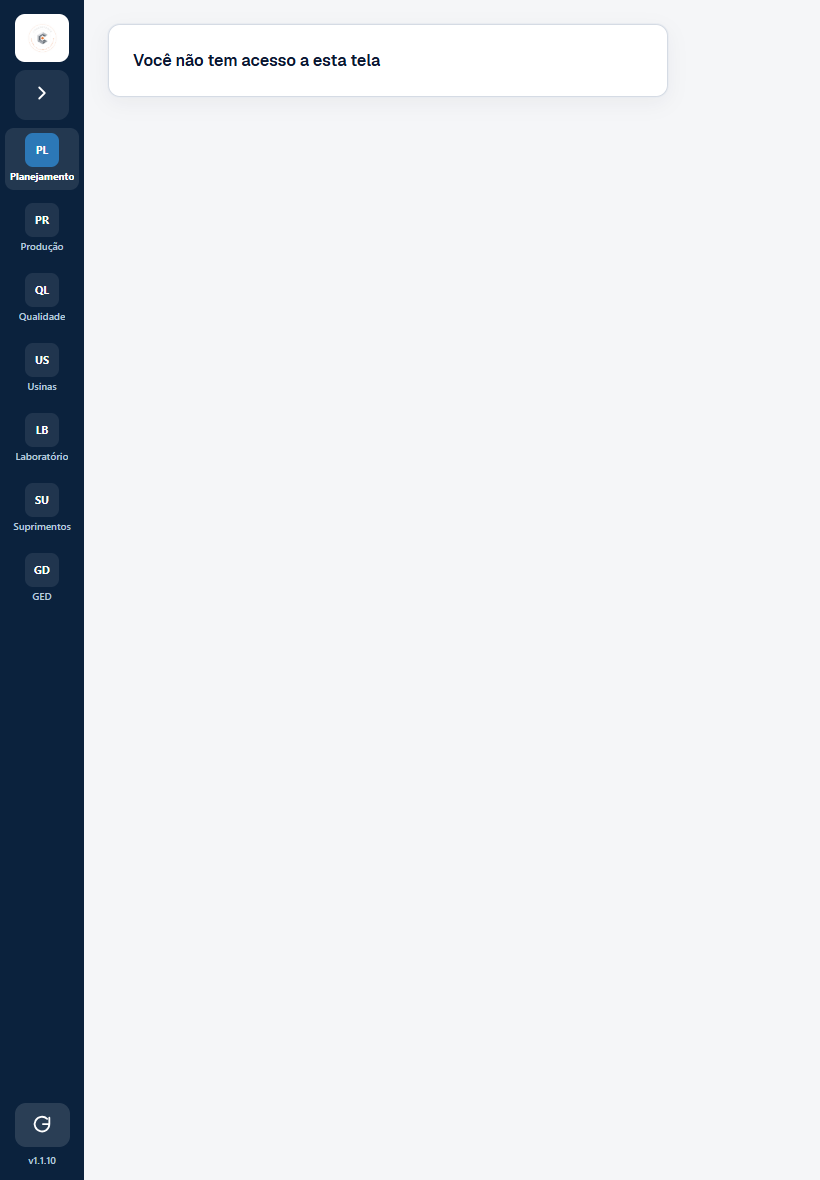 Você não tem acesso a esta tela
PL
Planejamento
PR
Produção
QL
Qualidade
US
Usinas
LB
Laboratório
SU
Suprimentos
GD
GED
v1.1.10